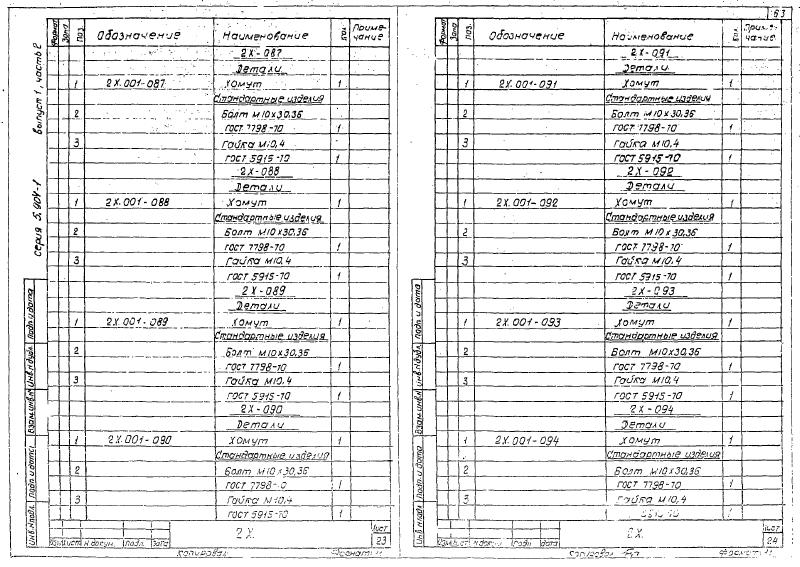 63
Серия 5.904-1 выпуск 1, часть 2
Формат Зона Поз. Обозначение Наименование Кол. Приме-чание
2Х-087
Детали
1 2Х.001-087 Хомут 1
Стандартные изделия
2 Болт М10х30,36
ГОСТ 7798-70 1
3 Гайка М10,4
ГОСТ 5915-70 1
2Х-088
Детали
1 2Х.001-088 Хомут 1
Стандартные изделия
2 Болт М10х30,36
ГОСТ 7798-70 1
3 Гайка М10,4
ГОСТ 5915-70 1
2Х-089
Детали
1 2Х.001-089 Хомут 1
Стандартные изделия
2 Болт М10х30,36
ГОСТ 7798-70 1
3 Гайка М10,4
ГОСТ 5915-70 1
2Х-090
Детали
1 2Х.001-090 Хомут 1
Стандартные изделия
2 Болт М10х30,36
ГОСТ 7798-70 1
3 Гайка М10,4
ГОСТ 5915-70 1
Инв.№подл. Подп. и дата Взам.инв.№ Инв.№дубл. Подп. и дата
Изм. Лист № докум. Подп. Дата
2Х.
Лист
23
Копировал Формат 11
Формат Зона Поз. Обозначение Наименование Кол. Приме-чание
2Х-091
Детали
1 2Х.001-091 Хомут 1
Стандартные изделия
2 Болт М10х30,36
ГОСТ 7798-70 1
3 Гайка М10,4
ГОСТ 5915-70 1
2Х-092
Детали
1 2Х.001-092 Хомут 1
Стандартные изделия
2 Болт М10х30,36
ГОСТ 7798-70 1
3 Гайка М10,4
ГОСТ 5915-70 1
2Х-093
Детали
1 2Х.001-093 Хомут 1
Стандартные изделия
2 Болт М10х30,36
ГОСТ 7798-70 1
3 Гайка М10,4
ГОСТ 5915-70 1
2Х-094
Детали
1 2Х.001-094 Хомут 1
Стандартные изделия
2 Болт М10х30,36
ГОСТ 7798-70 1
3 Гайка М10,4
5915-70 1
Инв.№подл. Подп. и дата Взам.инв.№ Инв.№дубл. Подп. и дата
Изм. Лист № докум. Подп. Дата
2Х.
Лист
24
Копировал Формат 11